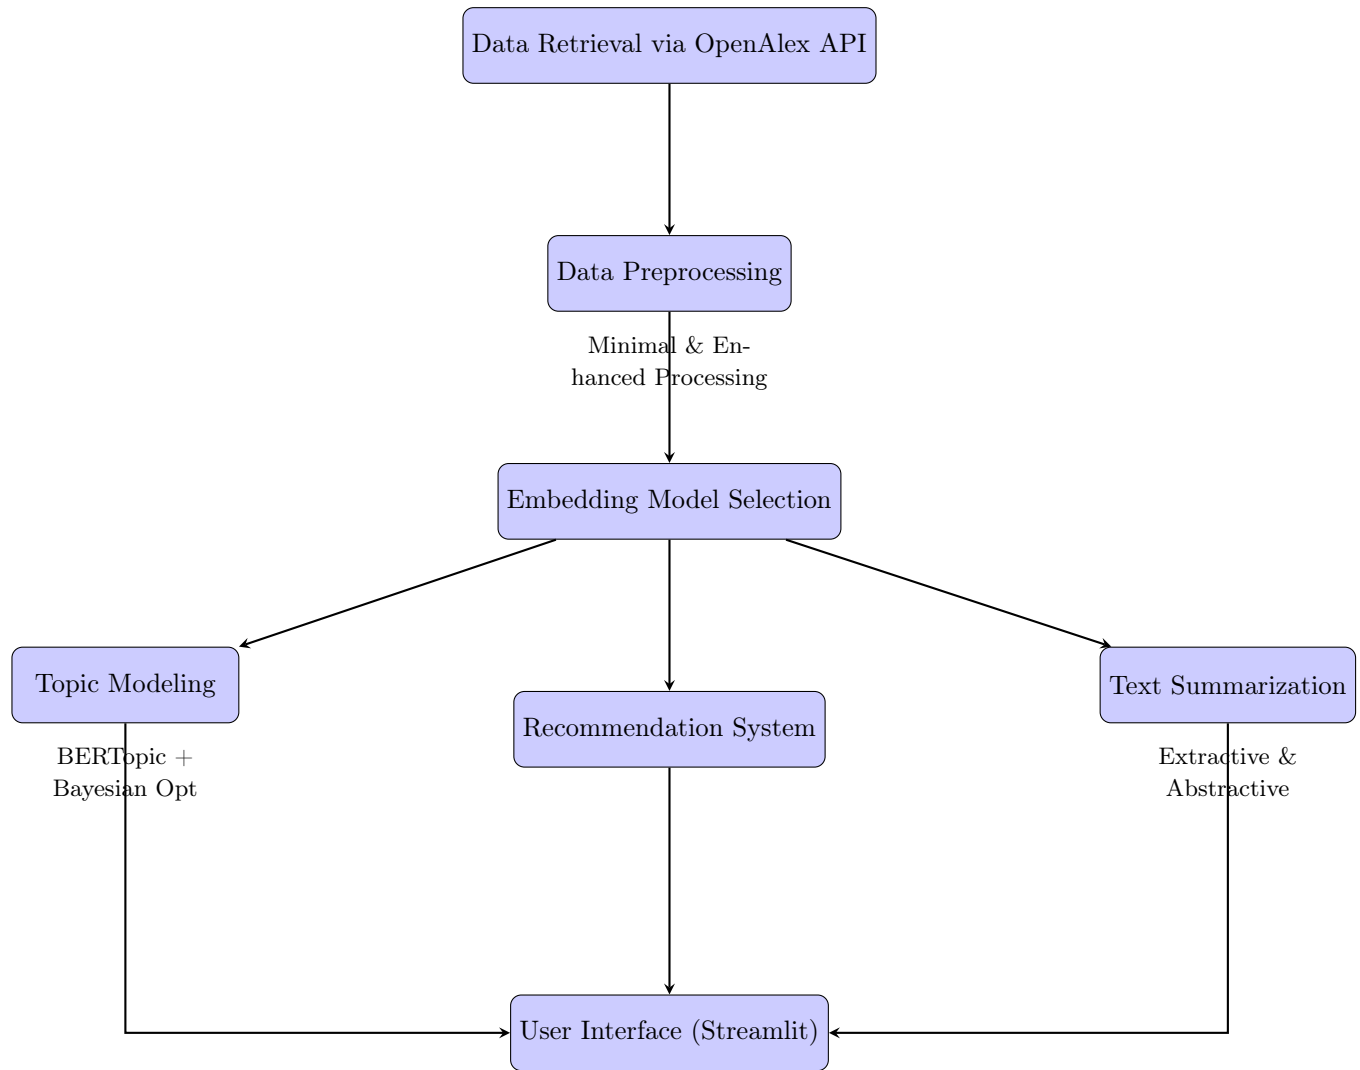 Data Retrieval via OpenAlex API
Data Preprocessing
Minimal & En-
hanced Processing
Embedding Model Selection
Topic Modeling
BERTopic +
Bayesian Opt
Recommendation System
Text Summarization
Extractive &
Abstractive
User Interface (Streamlit)